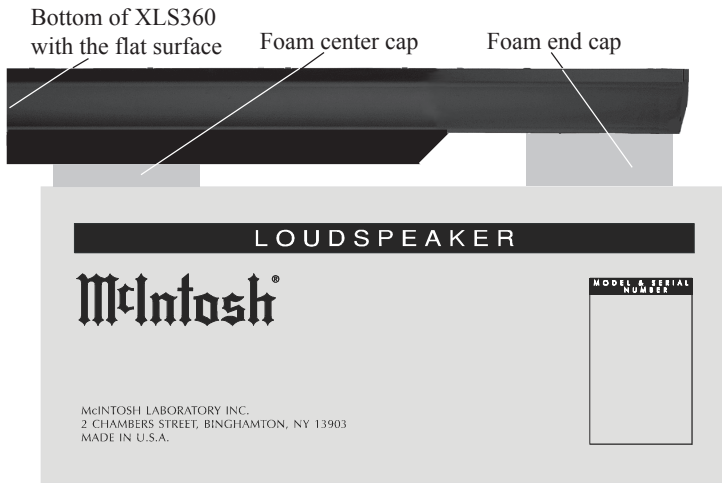 Bottom of XLS360
with the flat surface
Foam center cap
Foam end cap
LOUDSPEAKER
McIntosh®
MODEL & SERIAL
NUMBER
McINTOSH LABORATORY INC.
2 CHAMBERS STREET, BINGHAMTON, NY 13903
MADE IN U.S.A.